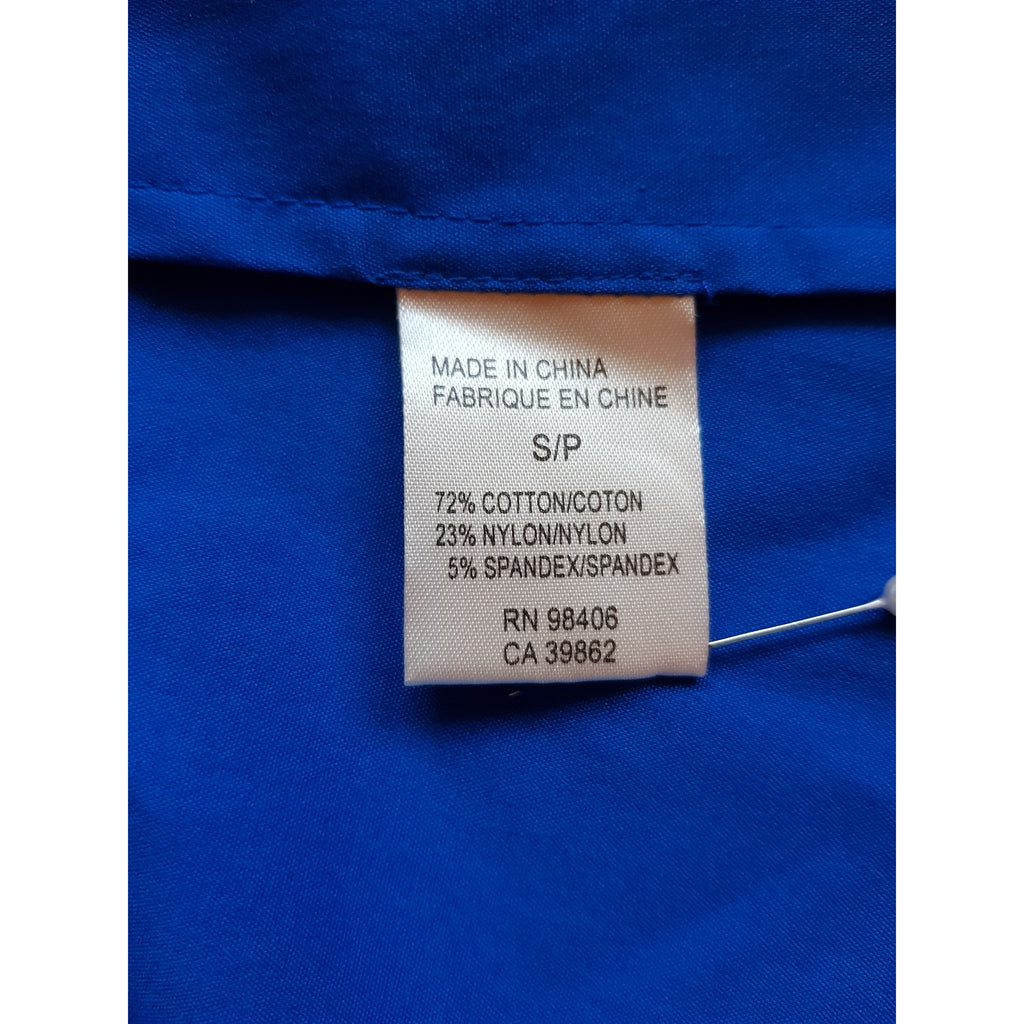 MADE IN CHINA
FABRIQUE EN CHINE
S/P
72% COTTON/COTON
23% NYLON/NYLON
5% SPANDEX/SPANDEX
RN 98406
CA 39862